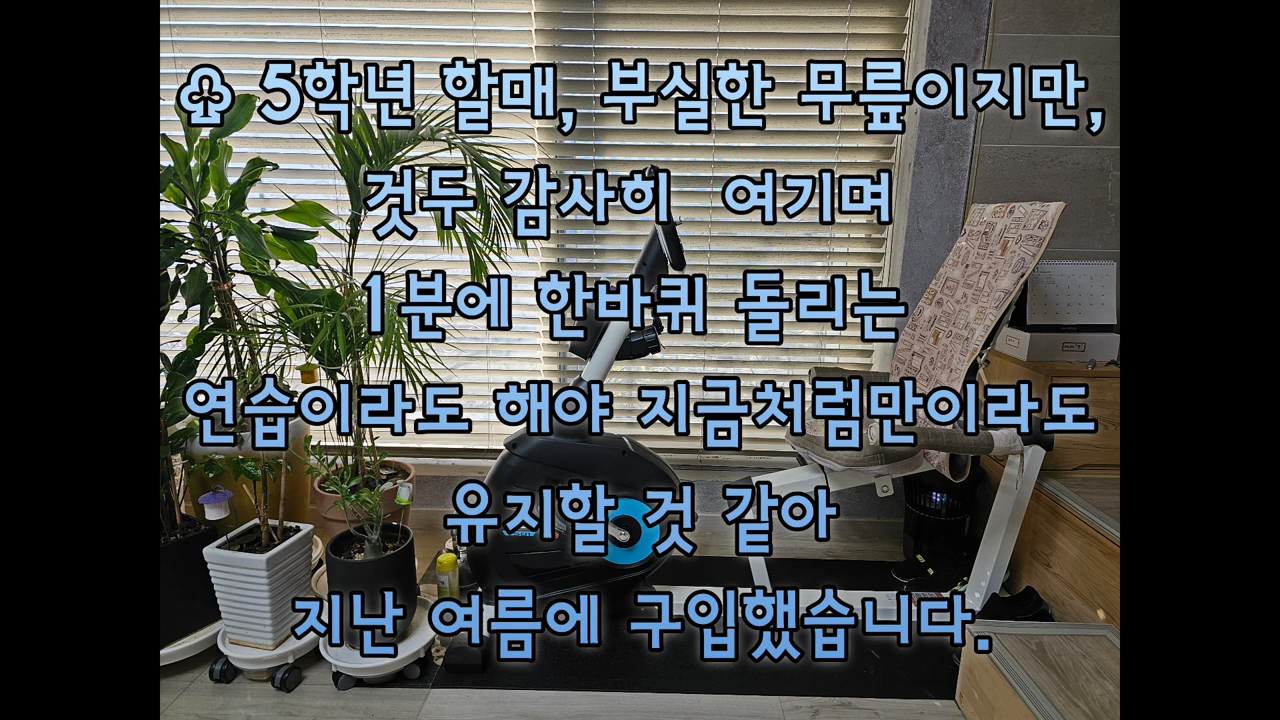 ♧ 5학년 할매, 부실한 무릎이지만,
것두 감사히 여기며
1분에 한바퀴 돌리는
연습이라도 해야 지금처럼만이라도
유지할 것 같아
지난 여름에 구입했습니다.